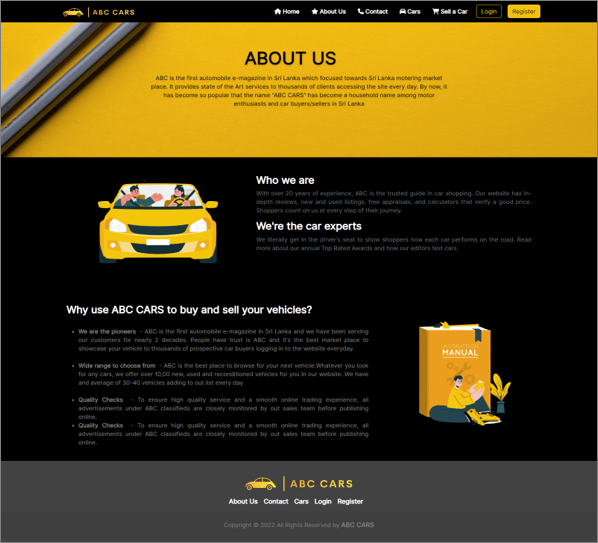 ABC CARS
Home About Us Contact Cars Sell a Car Login Register
ABOUT US
ABC is the first automobile e-magazine in Sri Lanka which focused towards Sri Lanka motering market
place. It provides state of the Art services to thousands of clients accessing the site every day. By now, it
has become so popular that the name "ABC CARS" has become a household name among motor
enthusiasts and car buyers/sellers in Sri Lanka
Who we are
With over 20 years of experience, ABC is the trusted guide in car shopping. Our website has in-
depth reviews, new and used listings, free appraisals, and calculators that verify a good price.
Shoppers count on us at every step of their journey.
We're the car experts
We literally get in the driver's seat to show shoppers how each car performs on the road. Read
more about our annual Top Rated Awards and how our editors test cars.
Why use ABC CARS to buy and sell your vehicles?
We are the pioneers - ABC is the first automobile e-magazine in Sri Lanka and we have been serving
our customers for nearly 2 decades. People have trust is ABC and it's the best market place to
showcase your vehicle to thousands of prospective car buyers logging in to the website everyday.
Wide range to choose from - ABC is the best place to browse for your next vehicle.Whatever you look
for any cars, we offer over 10,00 new, used and reconditioned vehicles for you in our website. We have
and average of 30-40 vehicles adding to out list every day
Quality Checks - To ensure high quality service and a smooth online trading experience, all
advertisements under ABC classifieds are closely monitored by out sales team before publishing
online.
Quality Checks - To ensure high quality service and a smooth online trading experience, all
advertisements under ABC classifieds are closely monitored by out sales team before publishing
online.
MANUAL
ABC CARS
About Us Contact Cars Login Register
Copyright © 2022 All Rights Reserved by ABC CARS